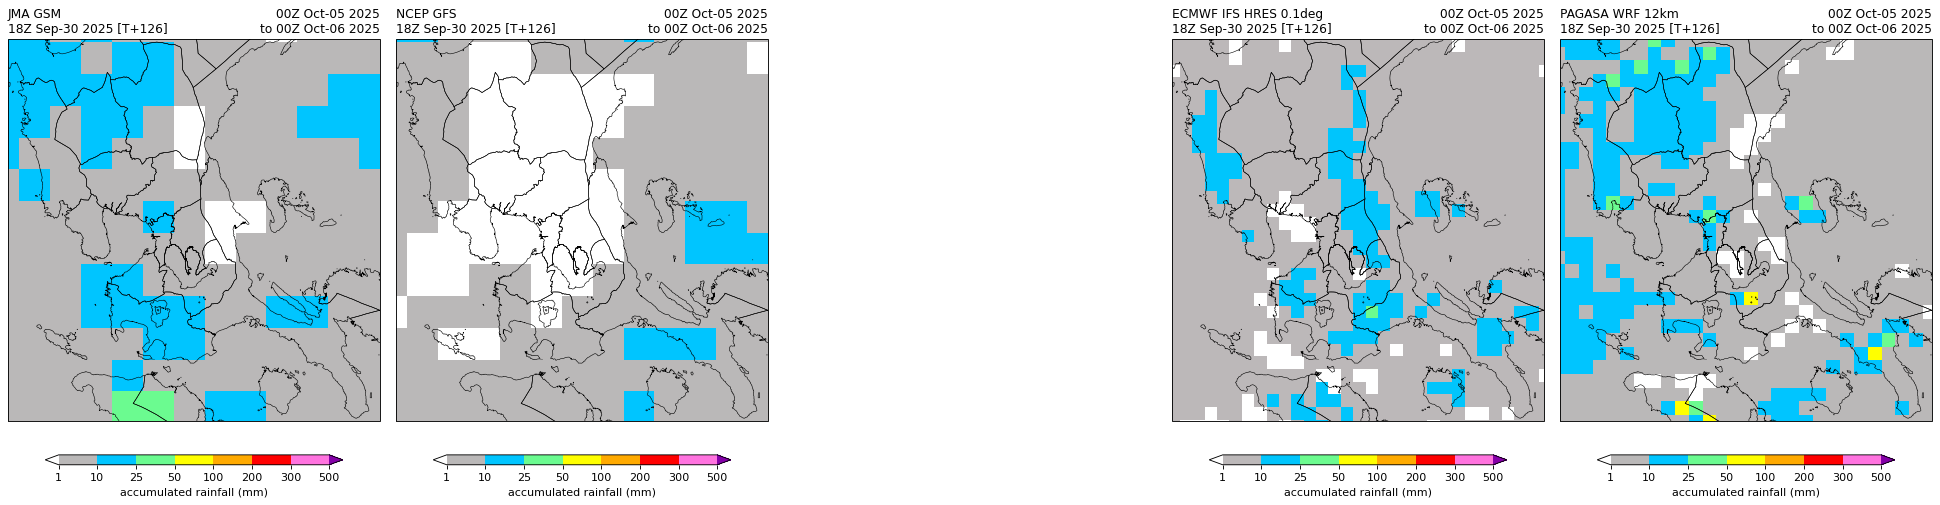 JMA GSM 00Z Oct-05 2025
18Z Sep-30 2025 [T+126] to 00Z Oct-06 2025
NCEP GFS 00Z Oct-05 2025
18Z Sep-30 2025 [T+126] to 00Z Oct-06 2025
ECMWF IFS HRES 0.1deg 00Z Oct-05 2025
18Z Sep-30 2025 [T+126] to 00Z Oct-06 2025
PAGASA WRF 12km 00Z Oct-05 2025
18Z Sep-30 2025 [T+126] to 00Z Oct-06 2025
1 10 25 50 100 200 300 500
accumulated rainfall (mm)
1 10 25 50 100 200 300 500
accumulated rainfall (mm)
1 10 25 50 100 200 300 500
accumulated rainfall (mm)
1 10 25 50 100 200 300 500
accumulated rainfall (mm)